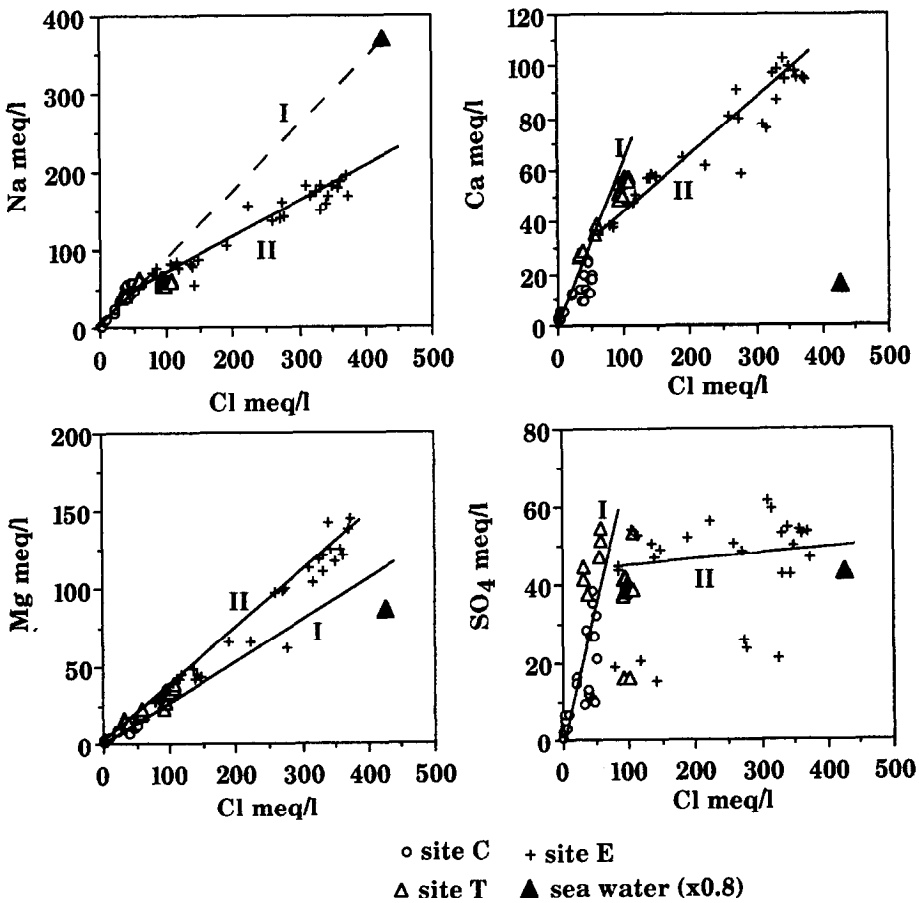 400
300
200
100
0
Na meq/l
I
II
0 100 200 300 400 500
Cl meq/l
120
100
80
60
40
20
0
Ca meq/l
I
II
0 100 200 300 400 500
Cl meq/l
200
150
100
50
0
Mg meq/l
II
I
0 100 200 300 400 500
Cl meq/l
80
60
40
20
0
SO4 meq/l
I
II
0 100 200 300 400 500
Cl meq/l
site C site E
site T sea water (x0.8)